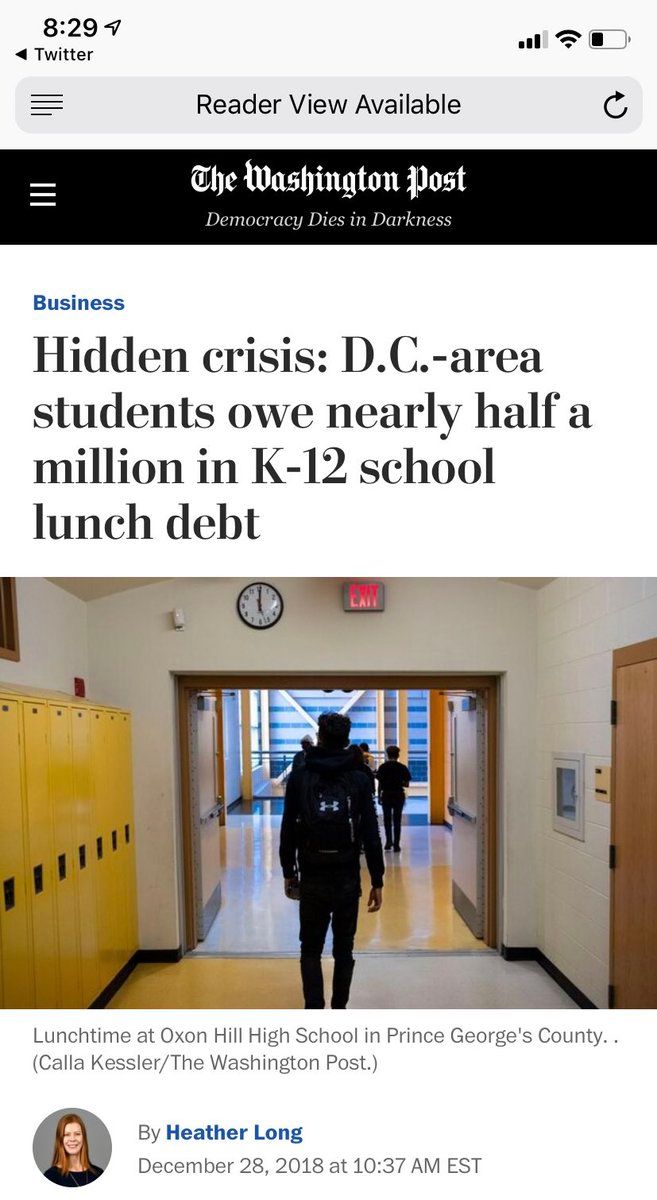 8:29
◀ Twitter
Reader View Available
The Washington Post
Democracy Dies in Darkness
Business
Hidden crisis: D.C.-area
students owe nearly half a
million in K-12 school
lunch debt
EXIT
Lunchtime at Oxon Hill High School in Prince George's County. .
(Calla Kessler/The Washington Post.)
By Heather Long
December 28, 2018 at 10:37 AM EST